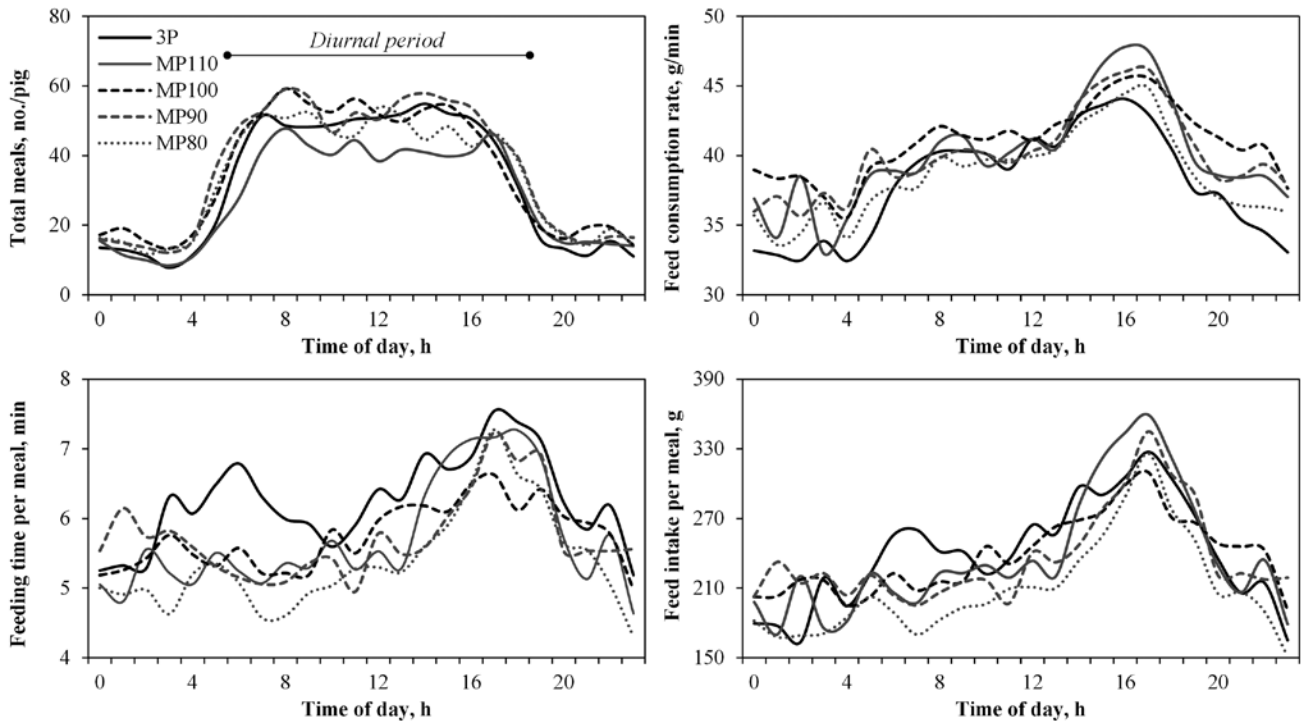 80
60
40
20
0
Total meals, no./pig
3P
MP110
MP100
MP90
MP80
Diurnal period
0 8 12 16 20
Time of day, h
50
45
40
35
30
Feed consumption rate, g/min
0 4 8 12 16 20
Time of day, h
8
7
6
5
4
Feeding time per meal, min
0 8 12 16 20
Time of day, h
390
330
270
210
150
Feed intake per meal, g
0 4 8 12 16 20
Time of day, h